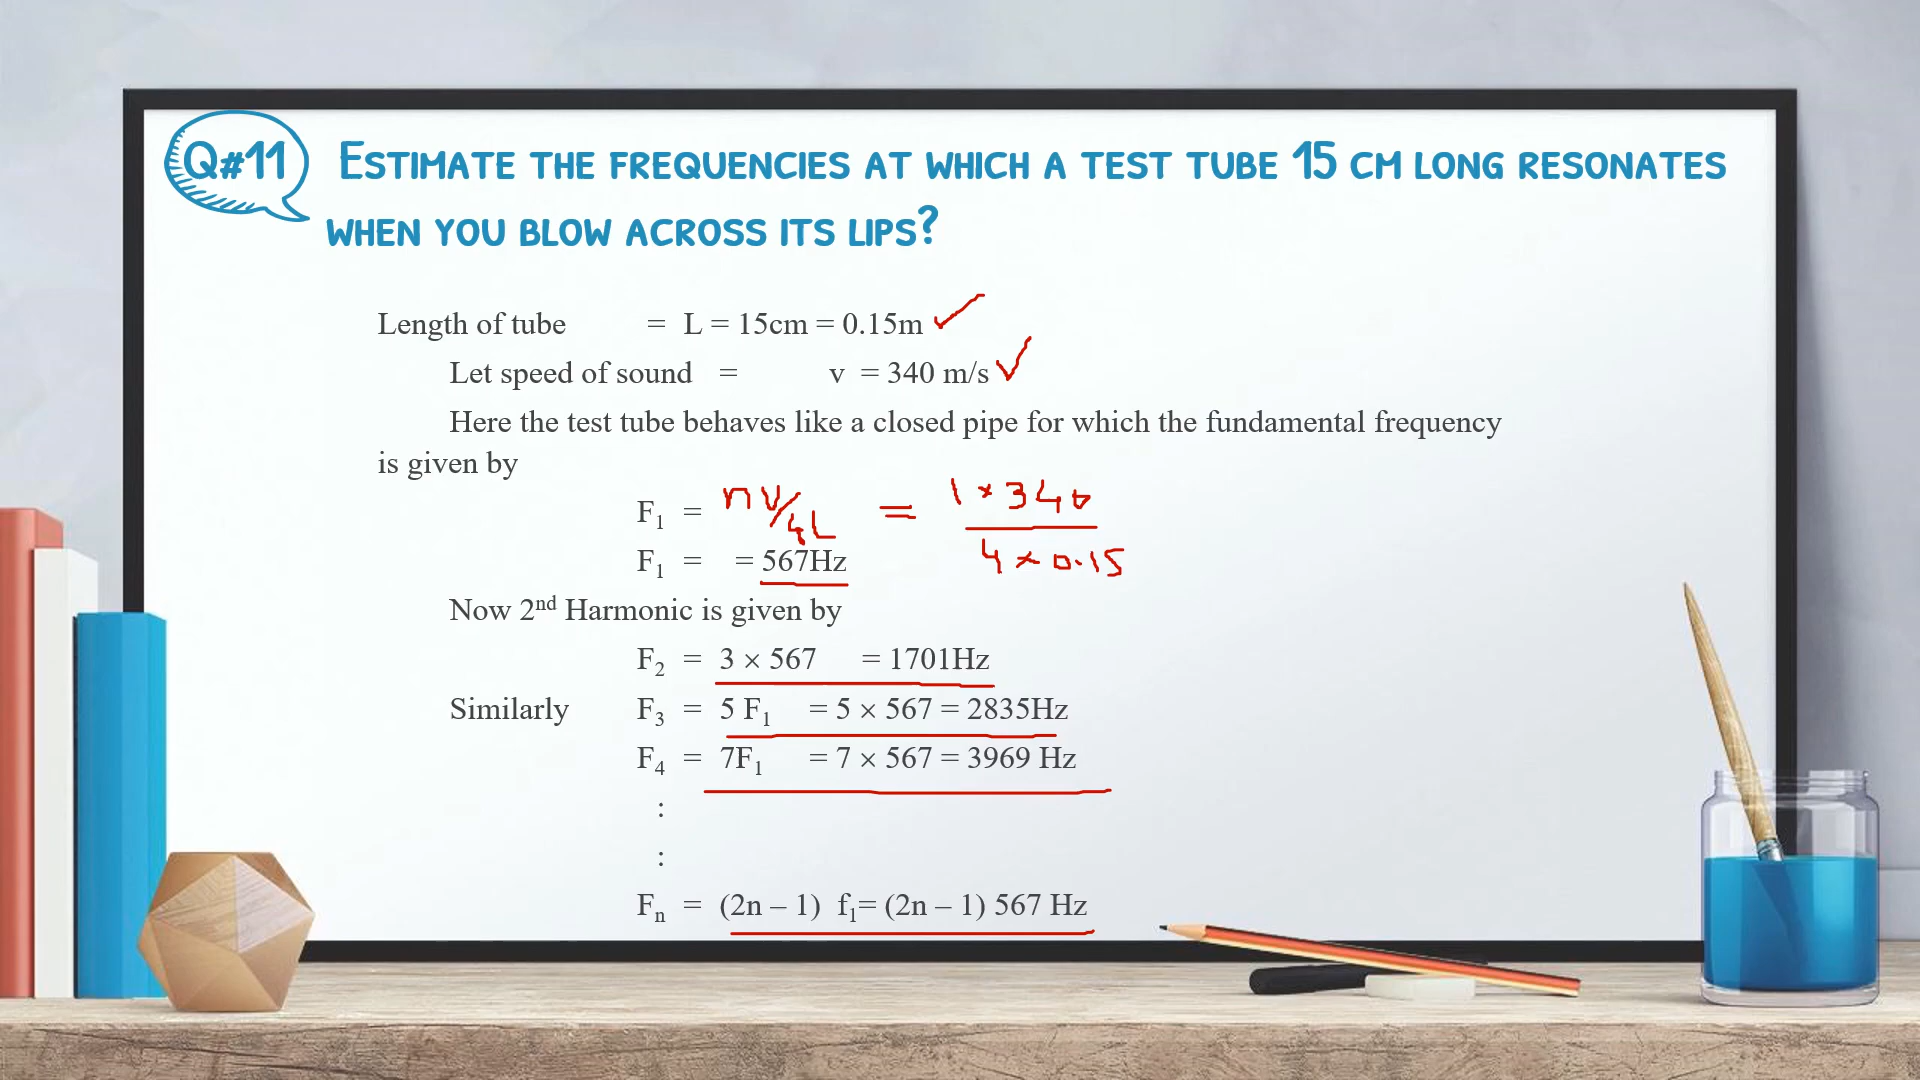 Q#11 Estimate the frequencies at which a test tube 15 cm long resonates
when you blow across its lips?
Length of tube = L = 15cm = 0.15m ✓
Let speed of sound = v = 340 m/s ✓
Here the test tube behaves like a closed pipe for which the fundamental frequency
is given by
F₁ = nV/4L = 1 × 340 / 4 × 0.15
F₁ = = 567Hz
Now 2ⁿᵈ Harmonic is given by
F₂ = 3 × 567 = 1701Hz
Similarly F₃ = 5 F₁ = 5 × 567 = 2835Hz
F₄ = 7F₁ = 7 × 567 = 3969 Hz
:
:
Fₙ = (2n – 1) f₁= (2n – 1) 567 Hz